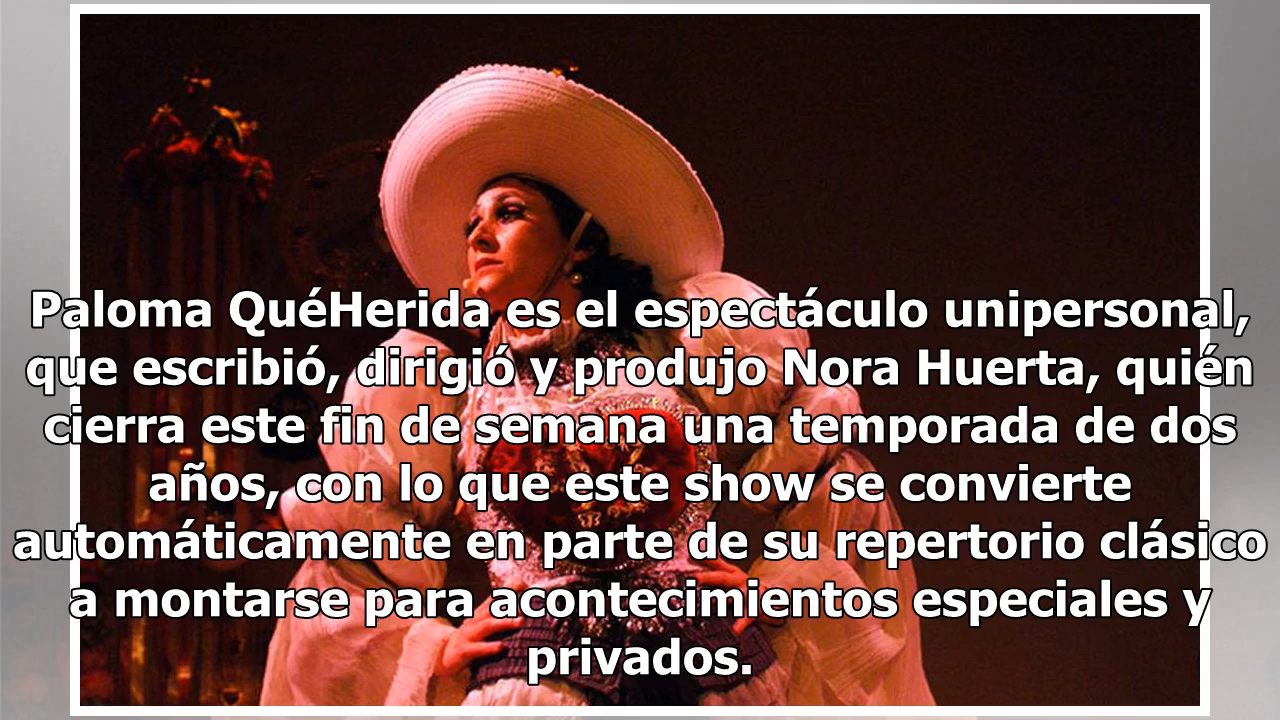 Paloma QuéHerida es el espectáculo unipersonal,
que escribió, dirigió y produjo Nora Huerta, quién
cierra este fin de semana una temporada de dos
años, con lo que este show se convierte
automáticamente en parte de su repertorio clásico
a montarse para acontecimientos especiales y
privados.